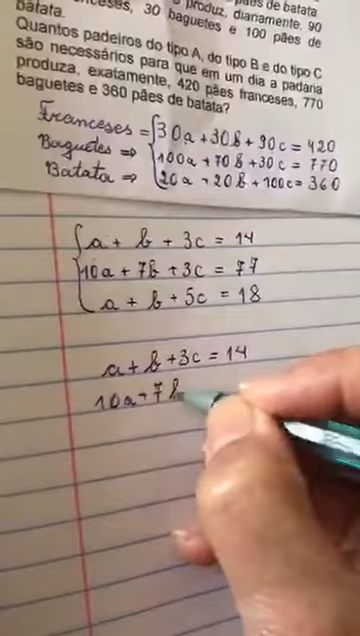 produz, diariamente, 90
pães de batata
nceses, 30 baguetes e 100 pães de
batata.
Quantos padeiros do tipo A, do tipo B e do tipo C
são necessários para que em um dia a padaria
produza, exatamente, 420 pães franceses, 770
baguetes e 360 pães de batata?
Franceses = 30a + 30b + 90c = 420
Baguetes ⇒ 100a + 70b + 30c = 770
Batata ⇒ 20a + 20b + 100c = 360
a + b + 3c = 14
10a + 7b + 3c = 77
a + b + 5c = 18
a + b + 3c = 14
10a + 7b